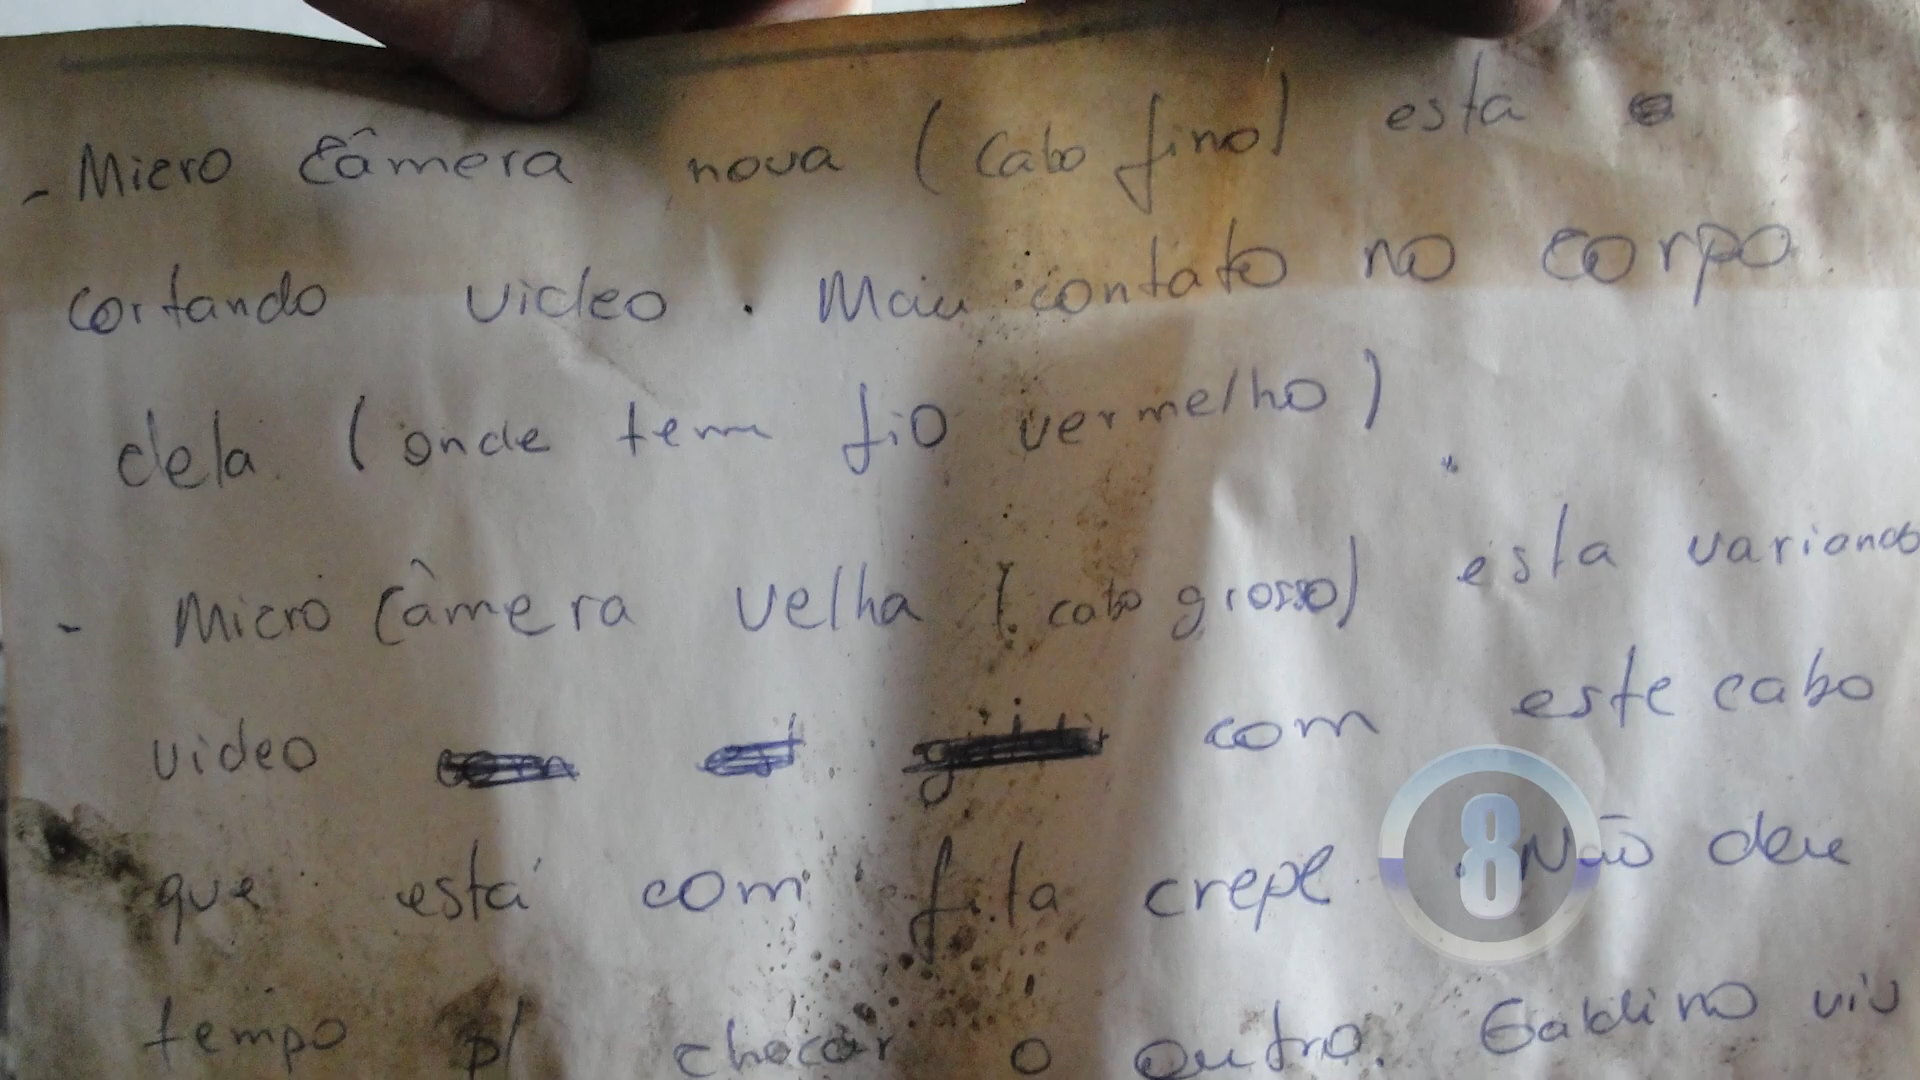 - Micro Câmera nova (Cabo fino) esta
cortando video. Mau contato no corpo
dela (onde tem fio vermelho)
- Micro Câmera velha (cabo grosso) esta variando
video com este cabo
que está com fita crepe. Não deu
tempo p/ checar o outro. Galdino viu
8